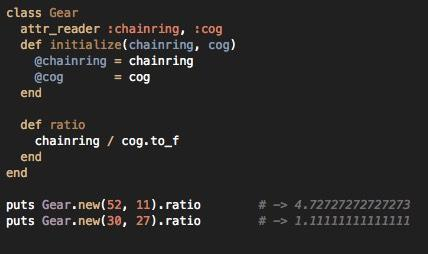 class Gear
  attr_reader :chainring, :cog
  def initialize(chainring, cog)
    @chainring = chainring
    @cog       = cog
  end

  def ratio
    chainring / cog.to_f
  end
end

puts Gear.new(52, 11).ratio        # -> 4.72727272727273
puts Gear.new(30, 27).ratio        # -> 1.11111111111111